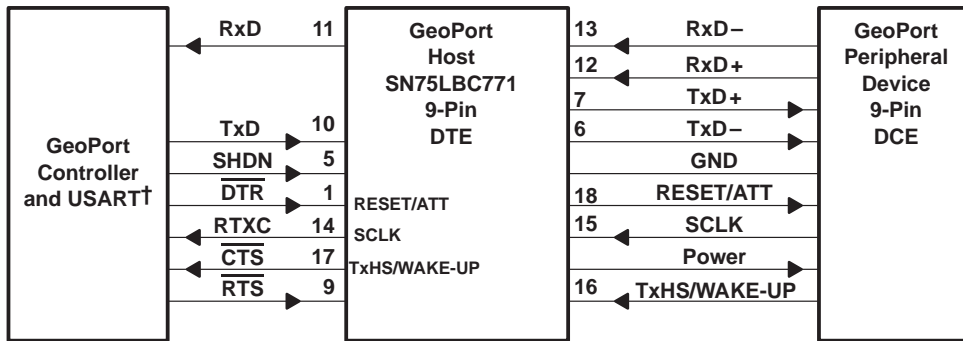 GeoPort
Controller
and USART†
RxD 11
TxD 10
SHDN 5
DTR 1
RTXC 14
CTS 17
RTS 9
GeoPort
Host
SN75LBC771
9-Pin
DTE
RESET/ATT
SCLK
TxHS/WAKE-UP
13 RxD−
12 RxD+
7 TxD+
6 TxD−
GND
18 RESET/ATT
15 SCLK
Power
16 TxHS/WAKE-UP
GeoPort
Peripheral
Device
9-Pin
DCE